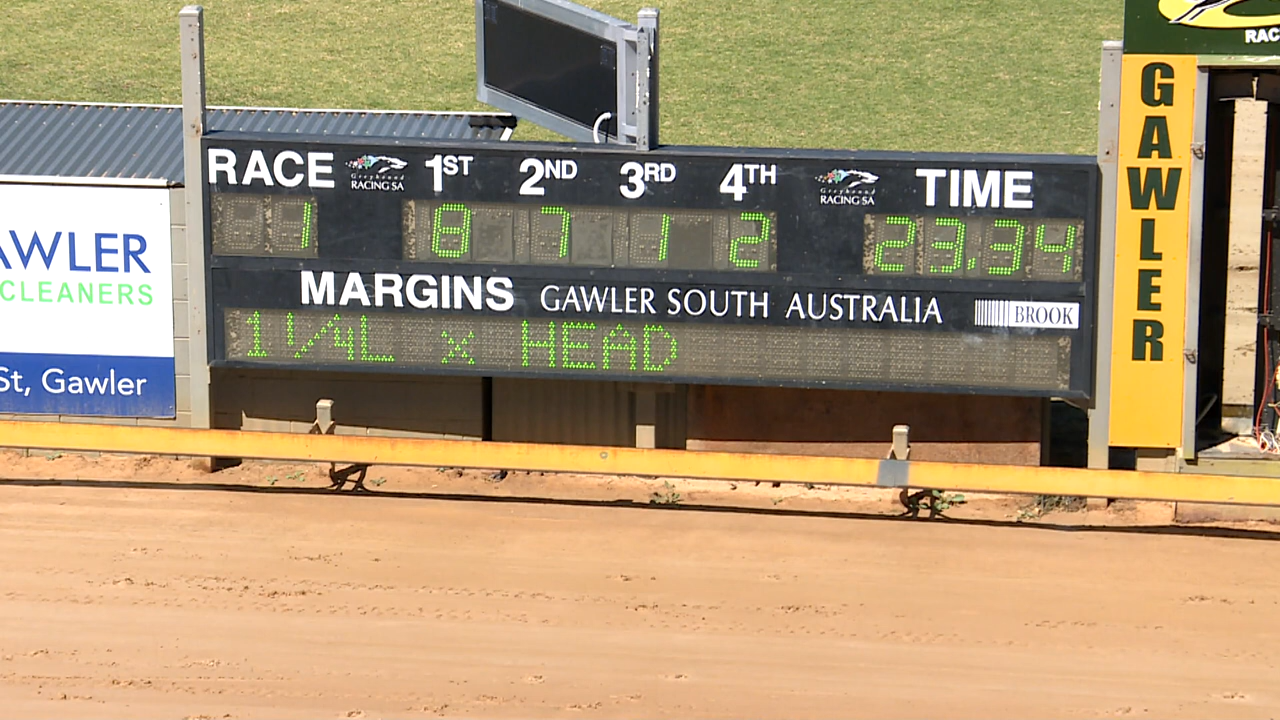 RAC
GAWLER
RACE
Greyhound
RACING SA
1ST
2ND
3RD
4TH
Greyhound
RACING SA
TIME
1
8
7
1
2
23.34
MARGINS
GAWLER SOUTH AUSTRALIA
BROOK
1 1/4L x HEAD
AWLER
CLEANERS
St, Gawler